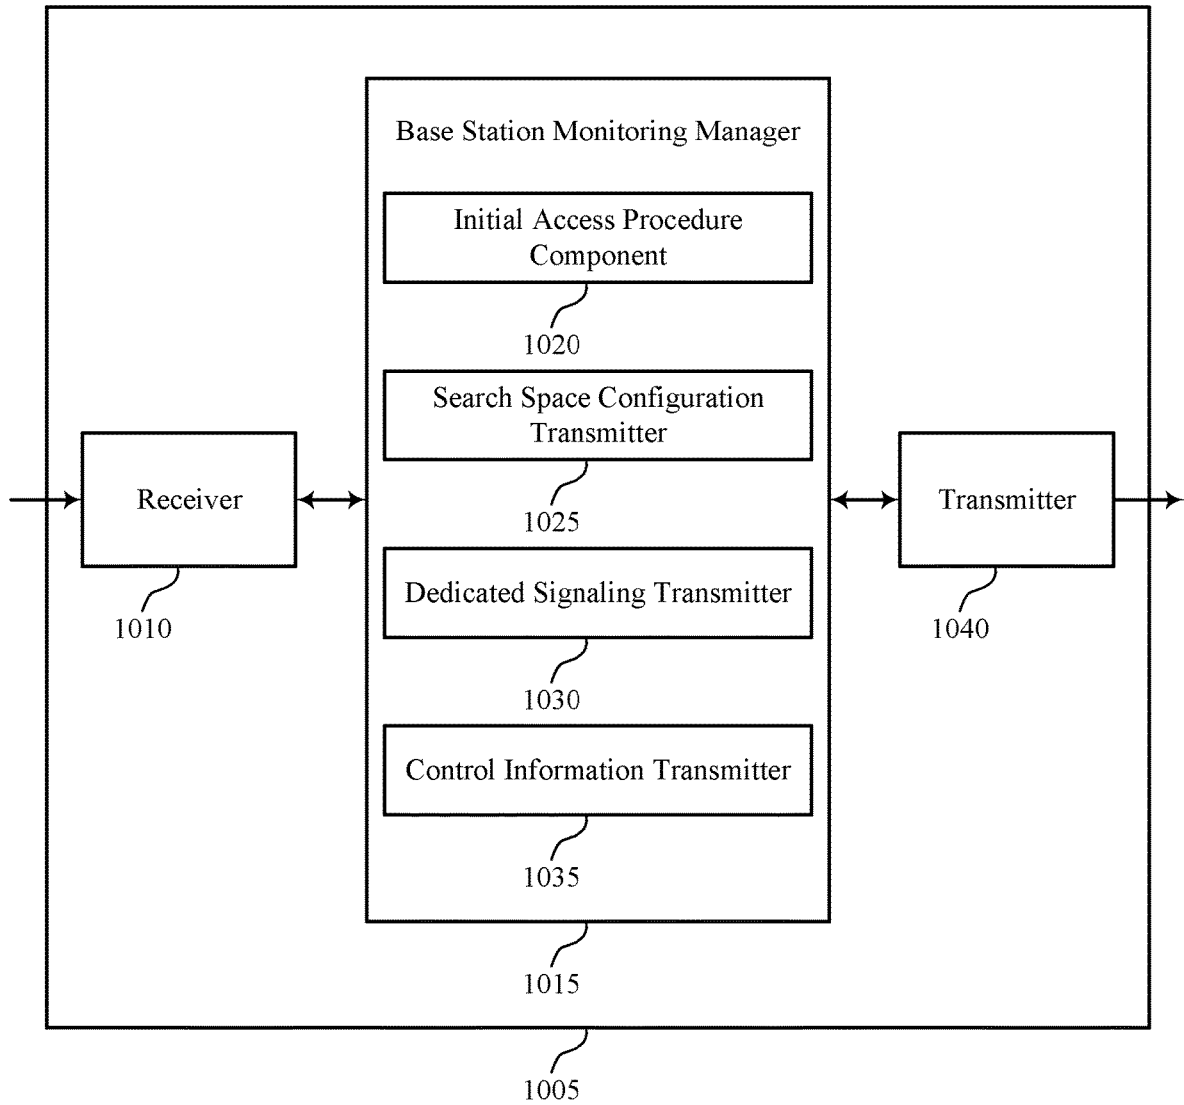 Base Station Monitoring Manager
Initial Access Procedure
Component
1020
Search Space Configuration
Transmitter
1025
Receiver
1010
Transmitter
1040
Dedicated Signaling Transmitter
1030
Control Information Transmitter
1035
1015
1005